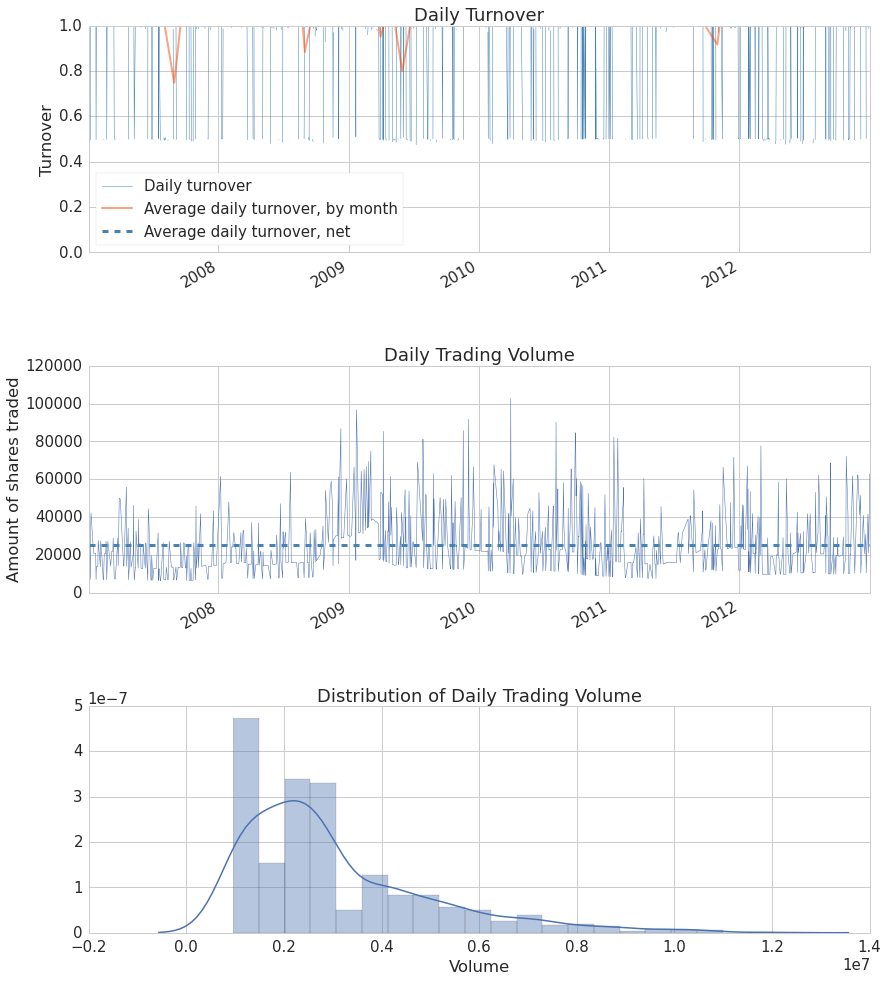 Daily Turnover
Turnover
1.0
0.8
0.6
0.4
0.2
0.0
Daily turnover
Average daily turnover, by month
Average daily turnover, net
2008 2009 2010 2011 2012
Daily Trading Volume
Amount of shares traded
120000
100000
80000
60000
40000
20000
0
2008 2009 2010 2011 2012
Distribution of Daily Trading Volume
1e−7
5
4
3
2
1
0
−0.2 0.0 0.2 0.4 0.6 0.8 1.0 1.2 1.4
1e7
Volume